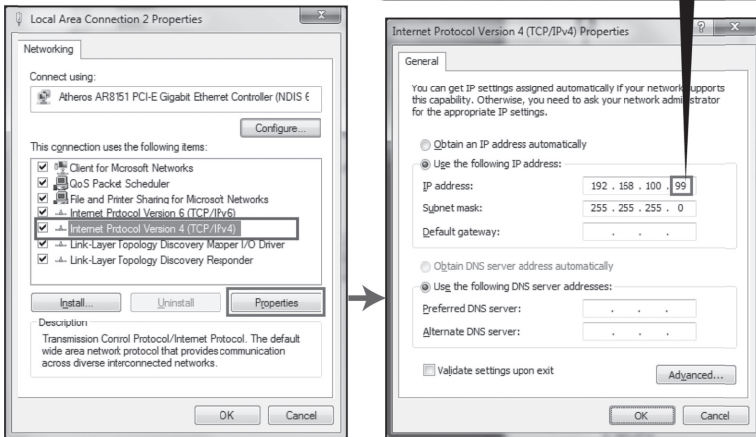 Local Area Connection 2 Properties
Networking
Connect using:
Atheros AR8151 PCI-E Gigabit Ethernet Controller (NDIS 6
Configure...
This connection uses the following items:
Client for Microsoft Networks
QoS Packet Scheduler
File and Printer Sharing for Microsoft Networks
Internet Protocol Version 6 (TCP/IPv6)
Internet Protocol Version 4 (TCP/IPv4)
Link-Layer Topology Discovery Mapper I/O Driver
Link-Layer Topology Discovery Responder
Install...
Uninstall
Properties
Description
Transmission Control Protocol/Internet Protocol. The default
wide area network protocol that provides communication
across diverse interconnected networks.
OK
Cancel
Internet Protocol Version 4 (TCP/IPv4) Properties
General
You can get IP settings assigned automatically if your network supports
this capability. Otherwise, you need to ask your network administrator
for the appropriate IP settings.
Obtain an IP address automatically
Use the following IP address:
IP address: 192 . 158 . 100 . 99
Subnet mask: 255 . 255 . 255 . 0
Default gateway: . . .
Obtain DNS server address automatically
Use the following DNS server addresses:
Preferred DNS server: . . .
Alternate DNS server: . . .
Validate settings upon exit
Advanced...
OK
Cancel